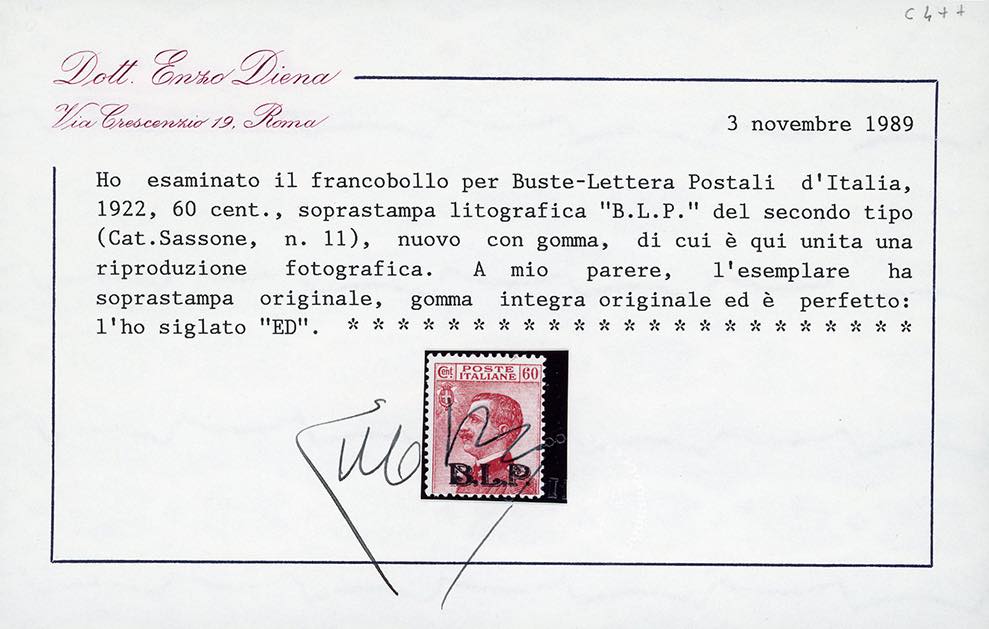 C 4 + +
Dott. Enzo Diena
Via Crescenzio 19, Roma
3 novembre 1989
Ho esaminato il francobollo per Buste-Lettera Postali d'Italia,
1922, 60 cent., soprastampa litografica "B.L.P." del secondo tipo
(Cat.Sassone, n. 11), nuovo con gomma, di cui è qui unita una
riproduzione fotografica. A mio parere, l'esemplare ha
soprastampa originale, gomma integra originale ed è perfetto:
l'ho siglato "ED". * * * * * * * * * * * * * * * * * * * * * * *
Cent POSTE ITALIANE 60
B.L.P.